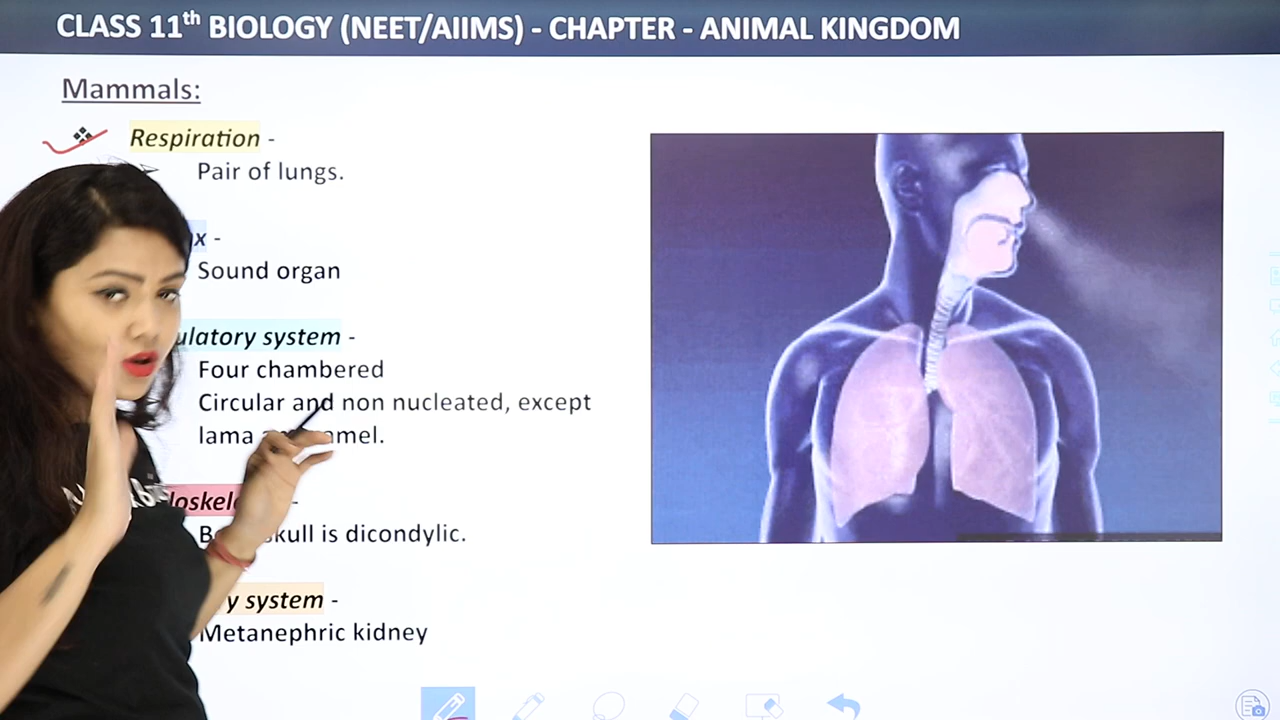 CLASS 11th BIOLOGY (NEET/AIIMS) - CHAPTER - ANIMAL KINGDOM
Mammals:
Respiration -
Pair of lungs.
x -
Sound organ
ulatory system -
Four chambered
Circular and non nucleated, except
lama amel.
loskele -
skull is dicondylic.
y system -
Metanephric kidney